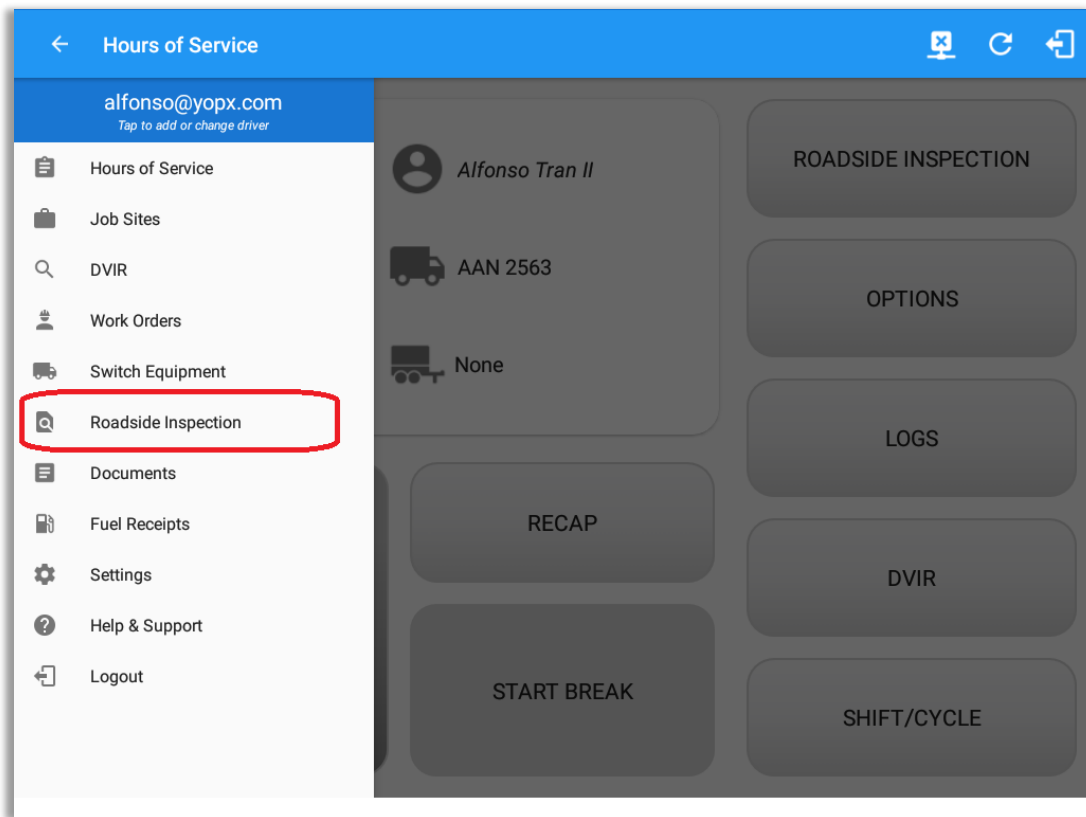 Hours of Service
alfonso@yopx.com
Tap to add or change driver
Hours of Service
Job Sites
DVIR
Work Orders
Switch Equipment
Roadside Inspection
Documents
Fuel Receipts
Settings
Help & Support
Logout
Alfonso Tran II
AAN 2563
None
RECAP
START BREAK
ROADSIDE INSPECTION
OPTIONS
LOGS
DVIR
SHIFT/CYCLE